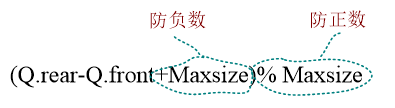 防负数 防正数
(Q.rear-Q.front+Maxsize)% Maxsize